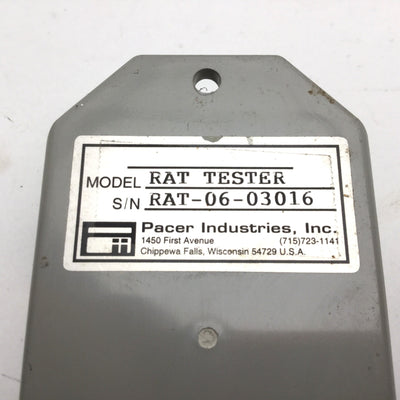 MODEL RAT TESTER
S/N RAT-06-03016
Pacer Industries, Inc.
1450 First Avenue (715)723-1141
Chippewa Falls, Wisconsin 54729 U.S.A.